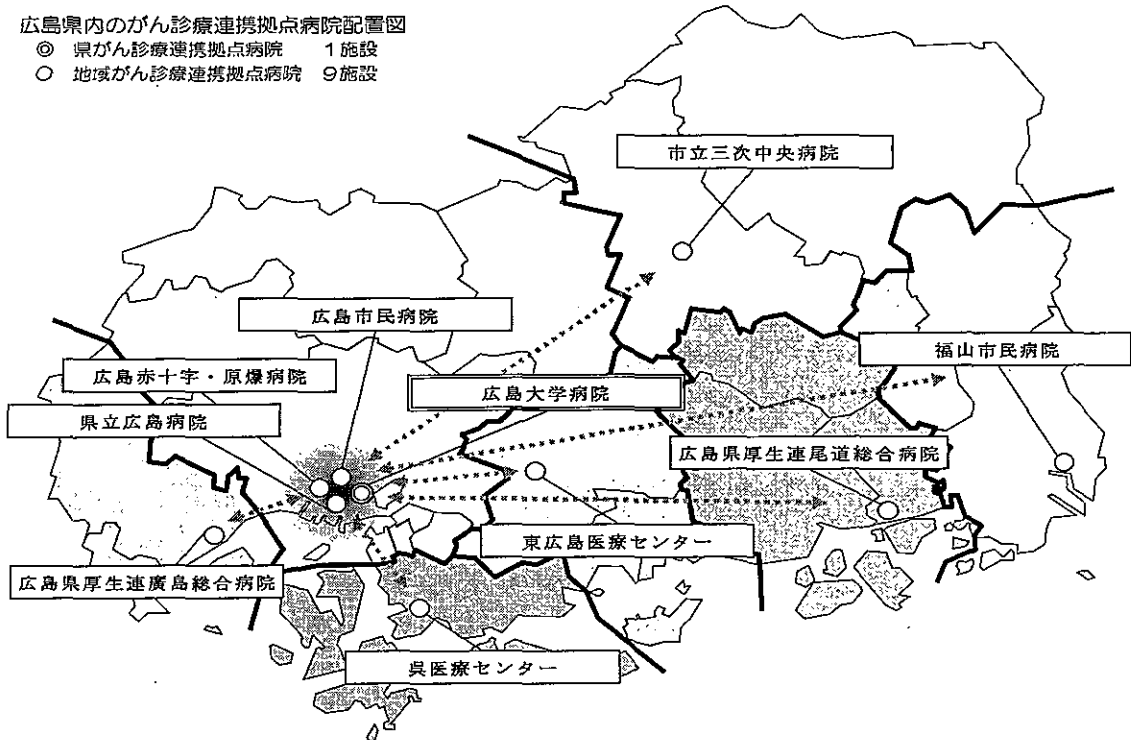 広島県内のがん診療連携拠点病院配置図
◎ 県がん診療連携拠点病院 1施設
○ 地域がん診療連携拠点病院 9施設
市立三次中央病院
広島市民病院
福山市民病院
広島赤十字・原爆病院
広島大学病院
県立広島病院
広島県厚生連尾道総合病院
東広島医療センター
広島県厚生連廣島総合病院
呉医療センター